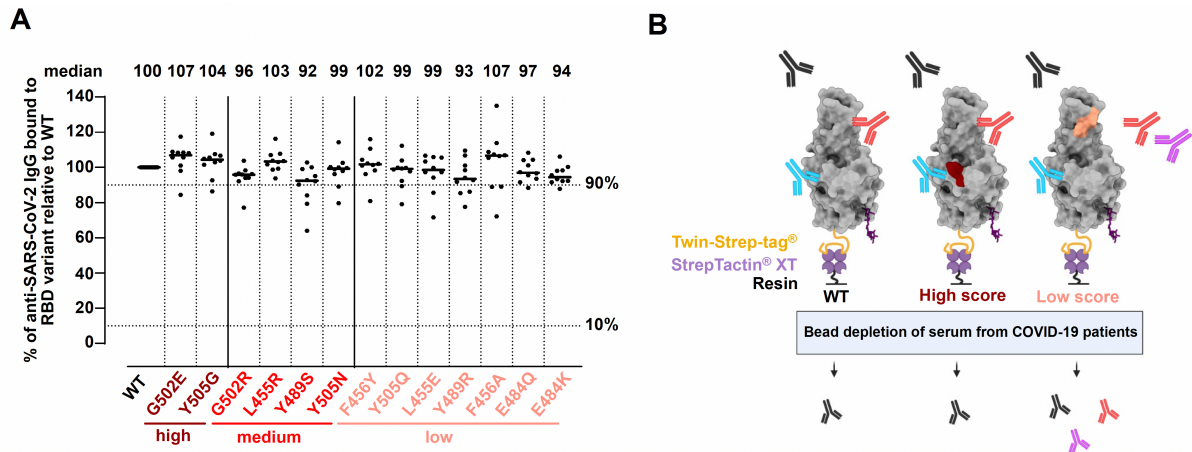 A
% of anti-SARS-CoV-2 IgG bound to
RBD variant relative to WT
median 100 107 104 96 103 92 99 102 99 99 93 107 97 94
140
120
100
80
60
40
20
0
90%
10%
WT G502E Y505G G502R L455R Y489S Y505N F456Y Y505Q L455E Y489R F456A E484Q E484K
high medium low
B
Twin-Strep-tag®
StrepTactin® XT
Resin
WT High score Low score
Bead depletion of serum from COVID-19 patients